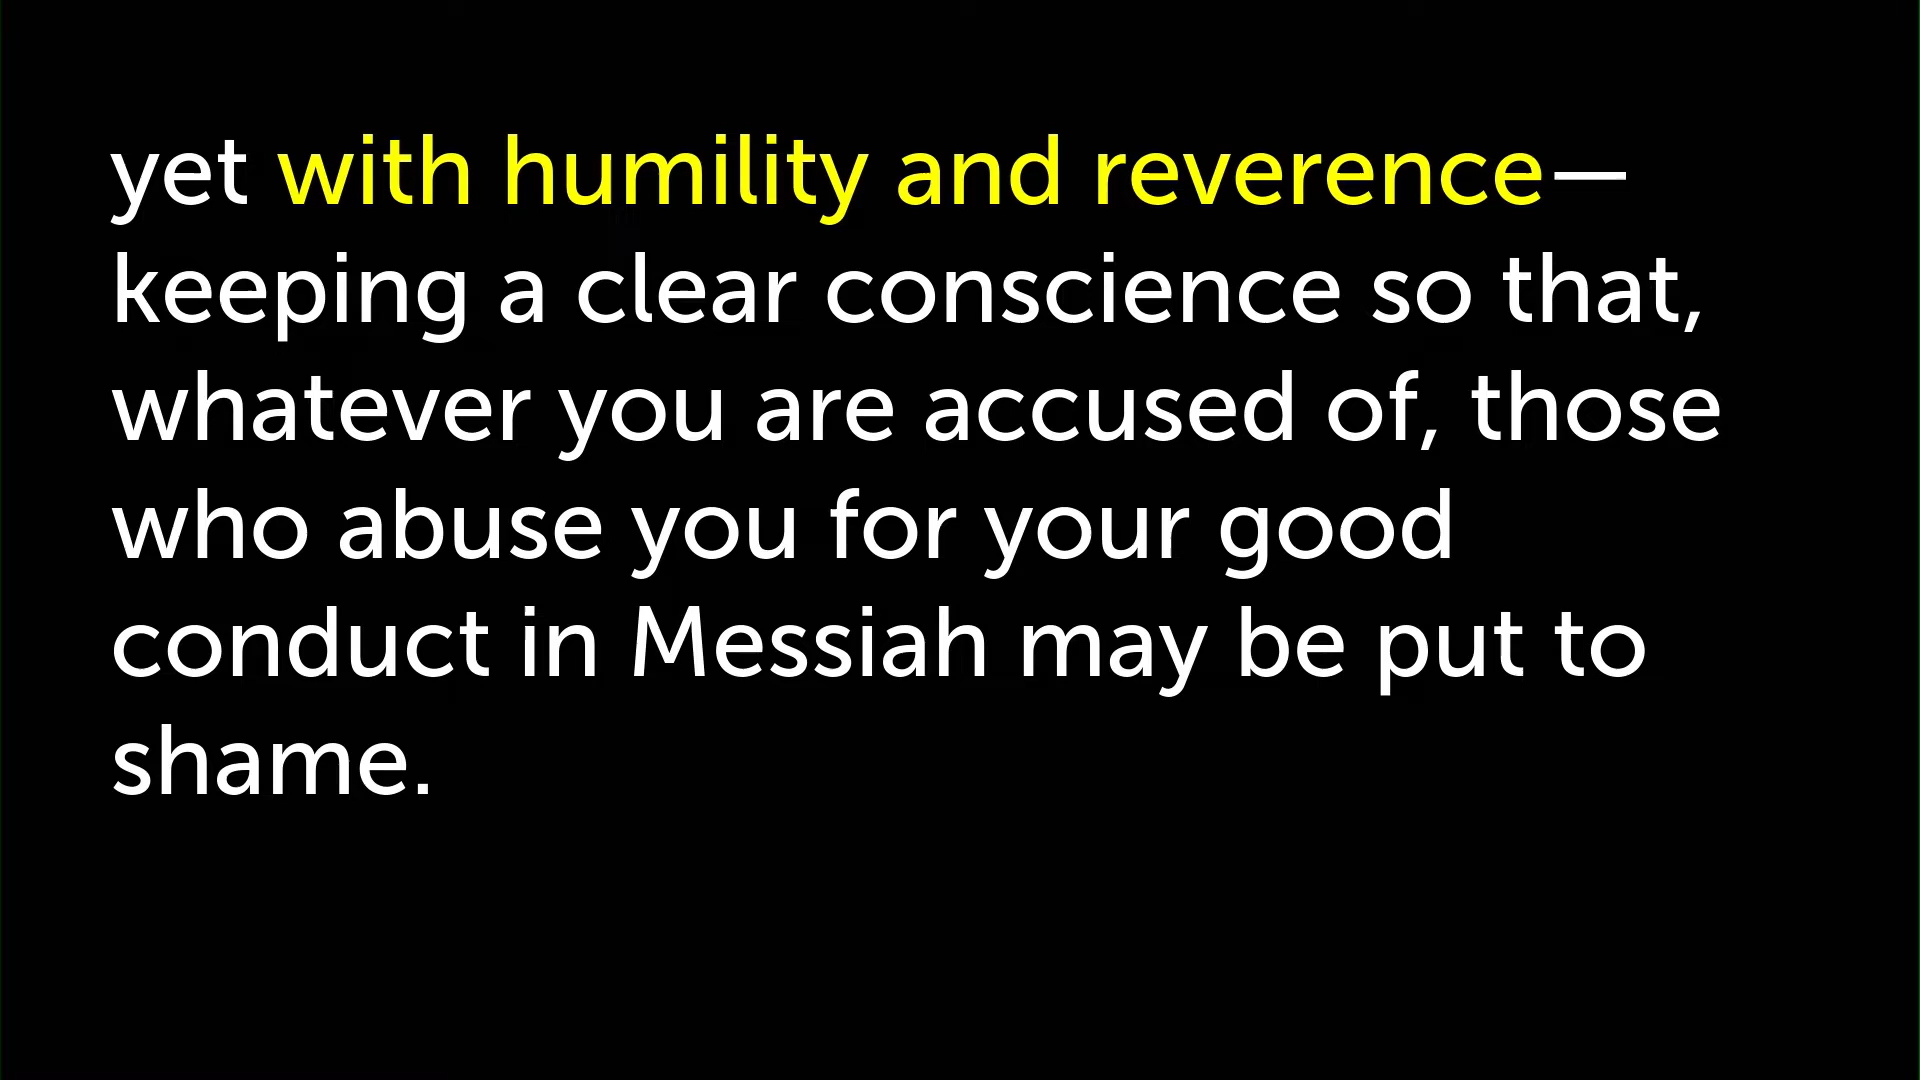 yet with humility and reverence—
keeping a clear conscience so that,
whatever you are accused of, those
who abuse you for your good
conduct in Messiah may be put to
shame.